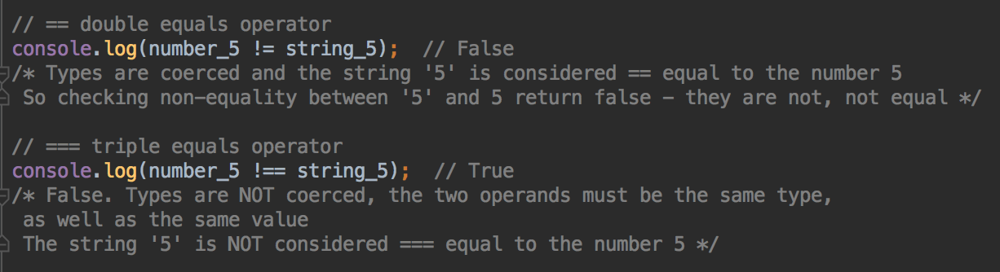 // == double equals operator
console.log(number_5 != string_5);  // False
/* Types are coerced and the string '5' is considered == equal to the number 5
 So checking non-equality between '5' and 5 return false - they are not, not equal */
// === triple equals operator
console.log(number_5 !== string_5);  // True
/* False. Types are NOT coerced, the two operands must be the same type,
 as well as the same value
 The string '5' is NOT considered === equal to the number 5 */